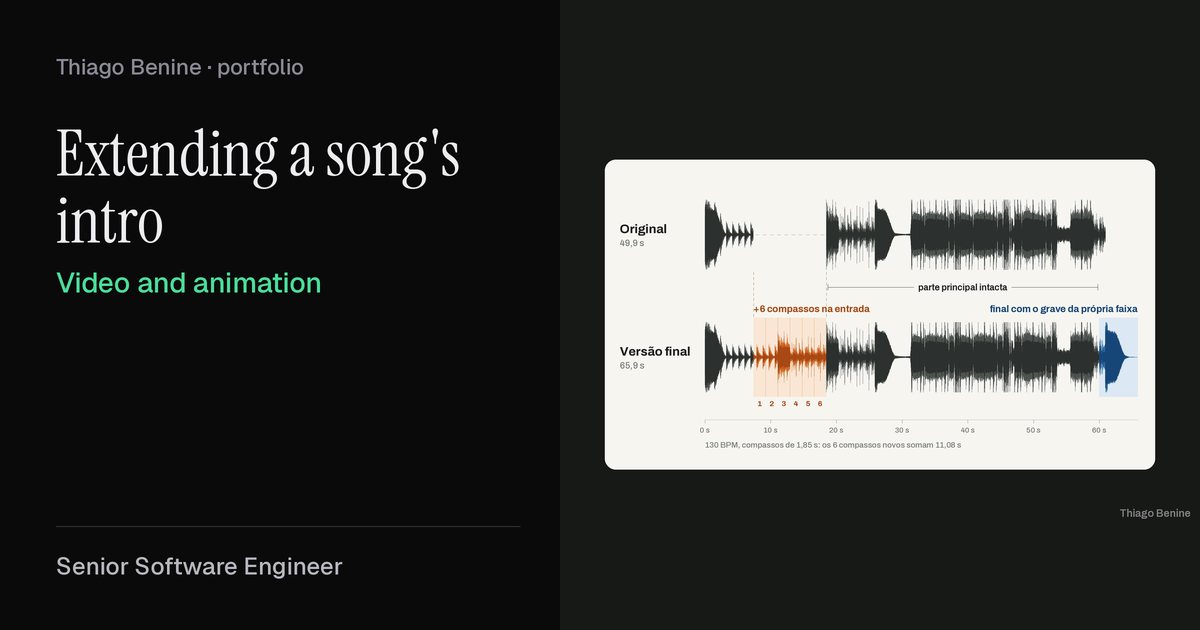 Thiago Benine · portfolio
Extending a song's
intro
Video and animation
Senior Software Engineer
Original
49,9 s
parte principal intacta
+6 compassos na entrada
final com o grave da própria faixa
Versão final
65,9 s
1 2 3 4 5 6
0 s 10 s 20 s 30 s 40 s 50 s 60 s
130 BPM, compassos de 1,85 s: os 6 compassos novos somam 11,08 s
Thiago Benine